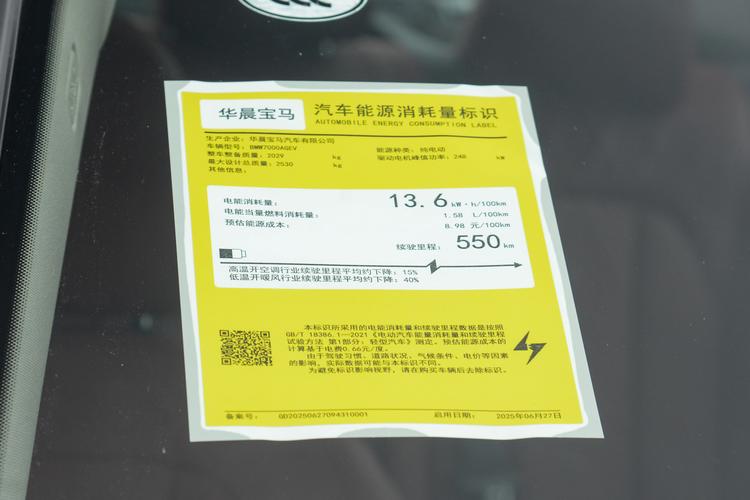 华晨宝马
汽车能源消耗量标识
AUTOMOBILE ENERGY CONSUMPTION LABEL
生产企业：华晨宝马汽车有限公司
车辆型号：BMW7000AGEV
能源种类：纯电动
整车整备质量：2029 kg
驱动电机峰值功率：240 kW
最大设计总质量：2530 kg
其他信息：
电能消耗量：13.6 kW·h/100km
电能当量燃料消耗量：1.58 L/100km
预估能源成本：8.98 元/100km
续驶里程：550 km
高温开空调行业续驶里程平均约下降：15%
低温开暖风行业续驶里程平均约下降：40%
本标识所采用的电能消耗量和续驶里程数据是按照
GB/T 18386.1—2021《电动汽车能量消耗量和续驶里程
试验方法 第1部分：轻型汽车》测定。预估能源成本的
计算基于电费0.66元/度。
由于驾驶习惯、道路状况、气候条件、电价等因素
的影响，实际数据可能与本标识不同。
为避免标识影响视野，请在购买车辆后去除标识。
备案号：GD20250627094310001
启用日期：2025年06月27日